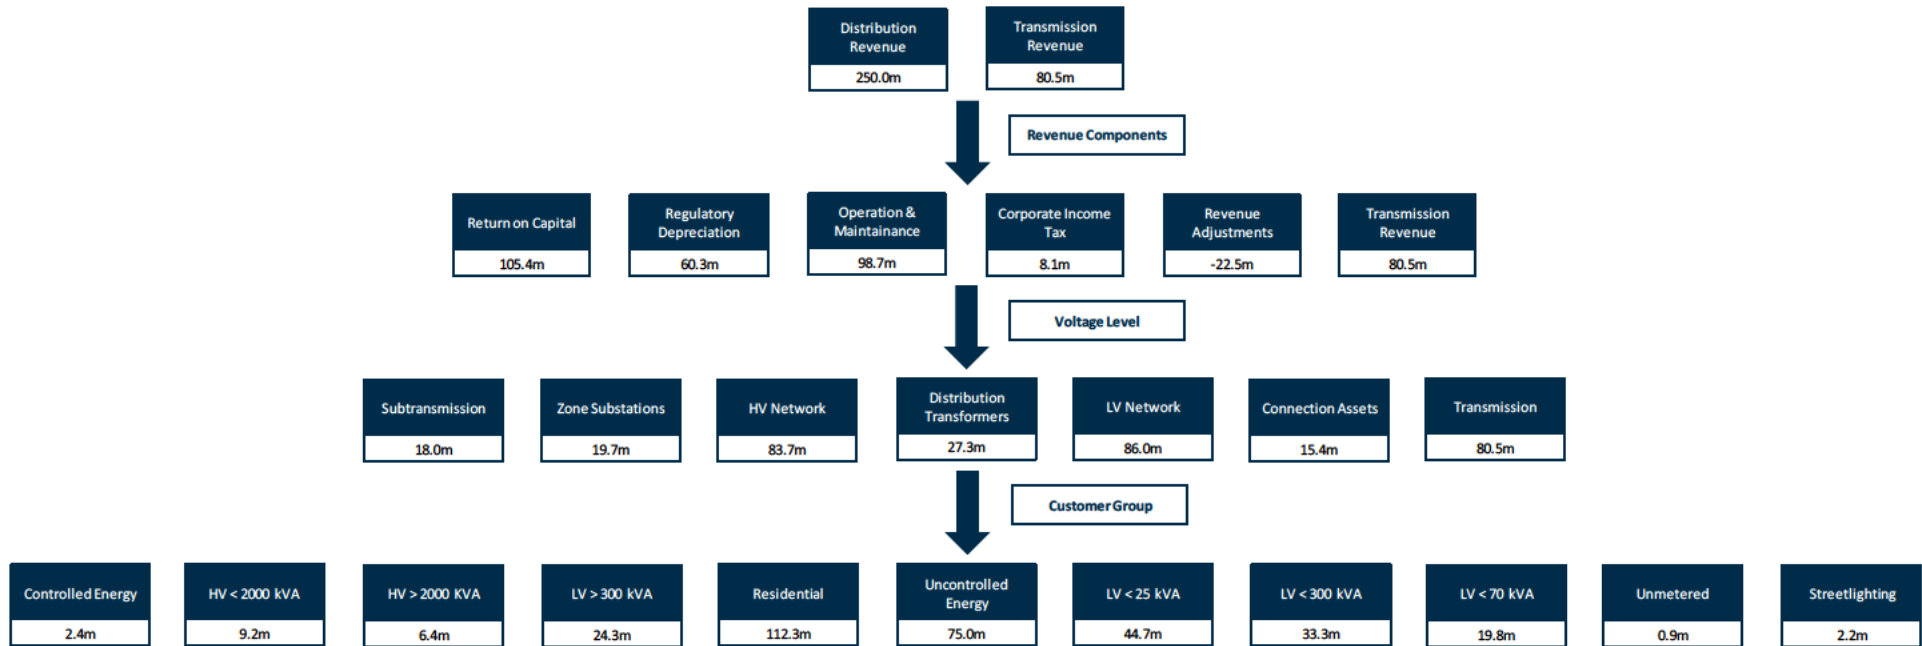 Distribution
Revenue
250.0m
Transmission
Revenue
80.5m
Revenue Components
Return on Capital
105.4m
Regulatory
Depreciation
60.3m
Operation &
Maintainance
98.7m
Corporate Income
Tax
8.1m
Revenue
Adjustments
-22.5m
Transmission
Revenue
80.5m
Voltage Level
Subtransmission
18.0m
Zone Substations
19.7m
HV Network
83.7m
Distribution
Transformers
27.3m
LV Network
86.0m
Connection Assets
15.4m
Transmission
80.5m
Customer Group
Controlled Energy
2.4m
HV < 2000 kVA
9.2m
HV > 2000 KVA
6.4m
LV > 300 kVA
24.3m
Residential
112.3m
Uncontrolled
Energy
75.0m
LV < 25 kVA
44.7m
LV < 300 kVA
33.3m
LV < 70 kVA
19.8m
Unmetered
0.9m
Streetlighting
2.2m